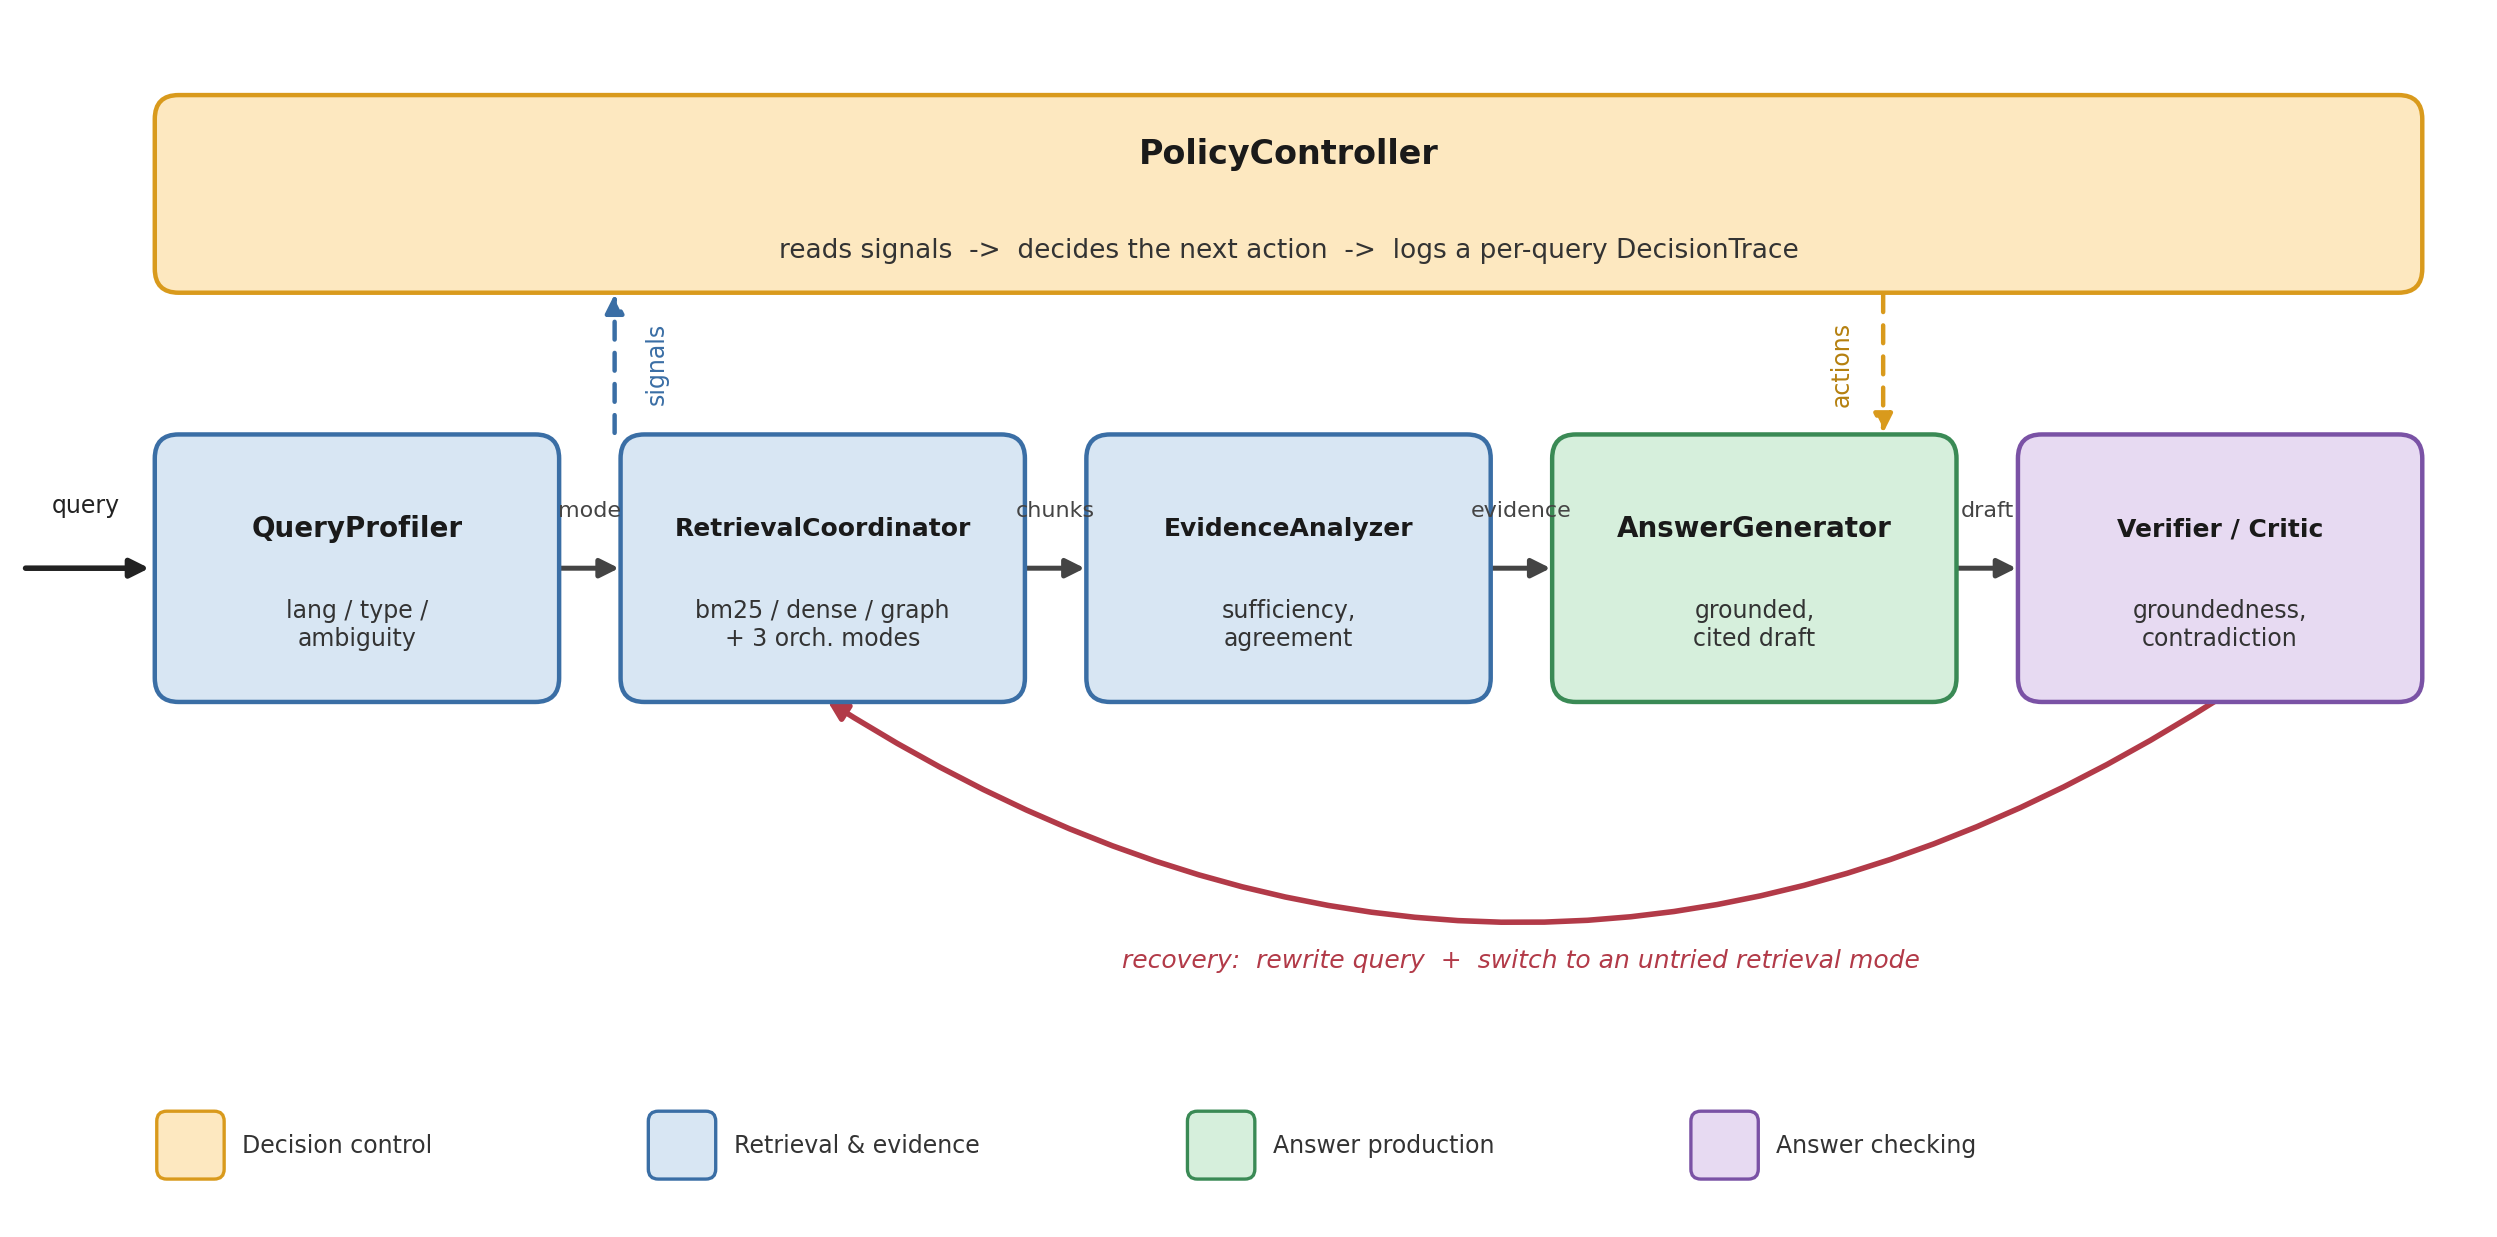 PolicyController
reads signals -> decides the next action -> logs a per-query DecisionTrace
signals
actions
query
QueryProfiler
lang / type /
ambiguity
mode
RetrievalCoordinator
bm25 / dense / graph
+ 3 orch. modes
chunks
EvidenceAnalyzer
sufficiency,
agreement
evidence
AnswerGenerator
grounded,
cited draft
draft
Verifier / Critic
groundedness,
contradiction
recovery: rewrite query + switch to an untried retrieval mode
Decision control
Retrieval & evidence
Answer production
Answer checking